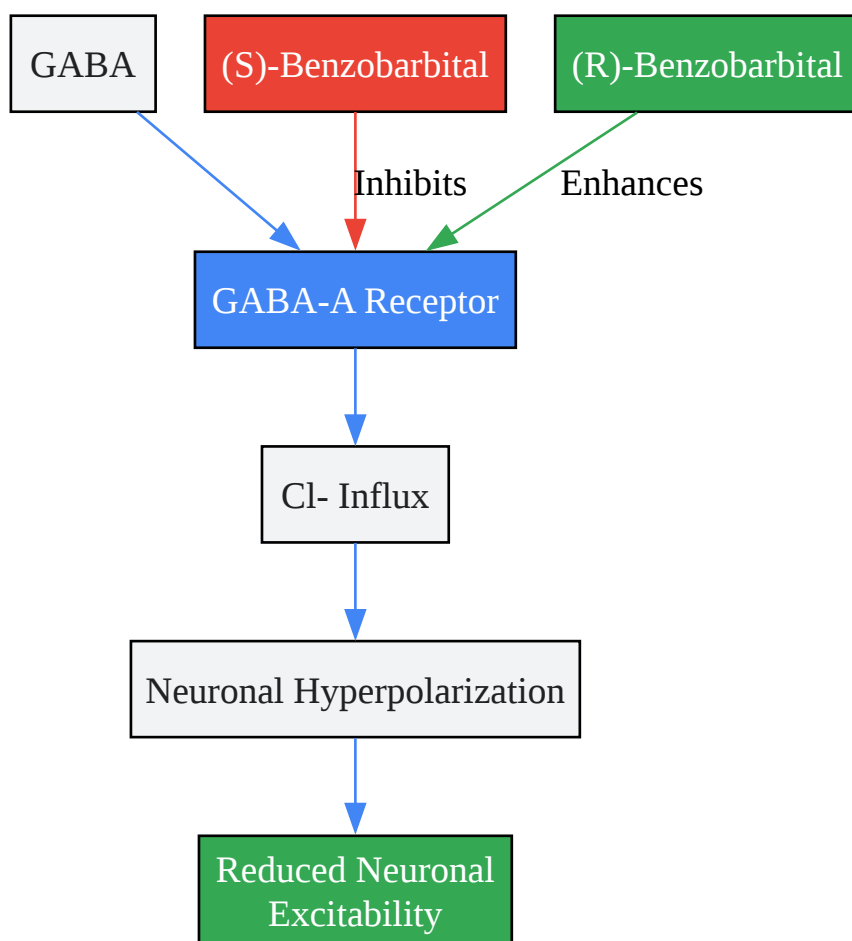 GABA
(S)-Benzobarbital
(R)-Benzobarbital
Inhibits
Enhances
GABA-A Receptor
Cl- Influx
Neuronal Hyperpolarization
Reduced Neuronal
Excitability